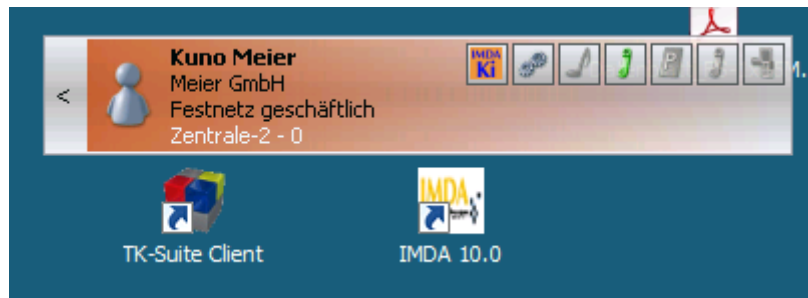 Kuno Meier
Meier GmbH
Festnetz geschäftlich
Zentrale-2 - 0
<
IMDA
Ki
P
M.
TK-Suite Client
IMDA
IMDA 10.0